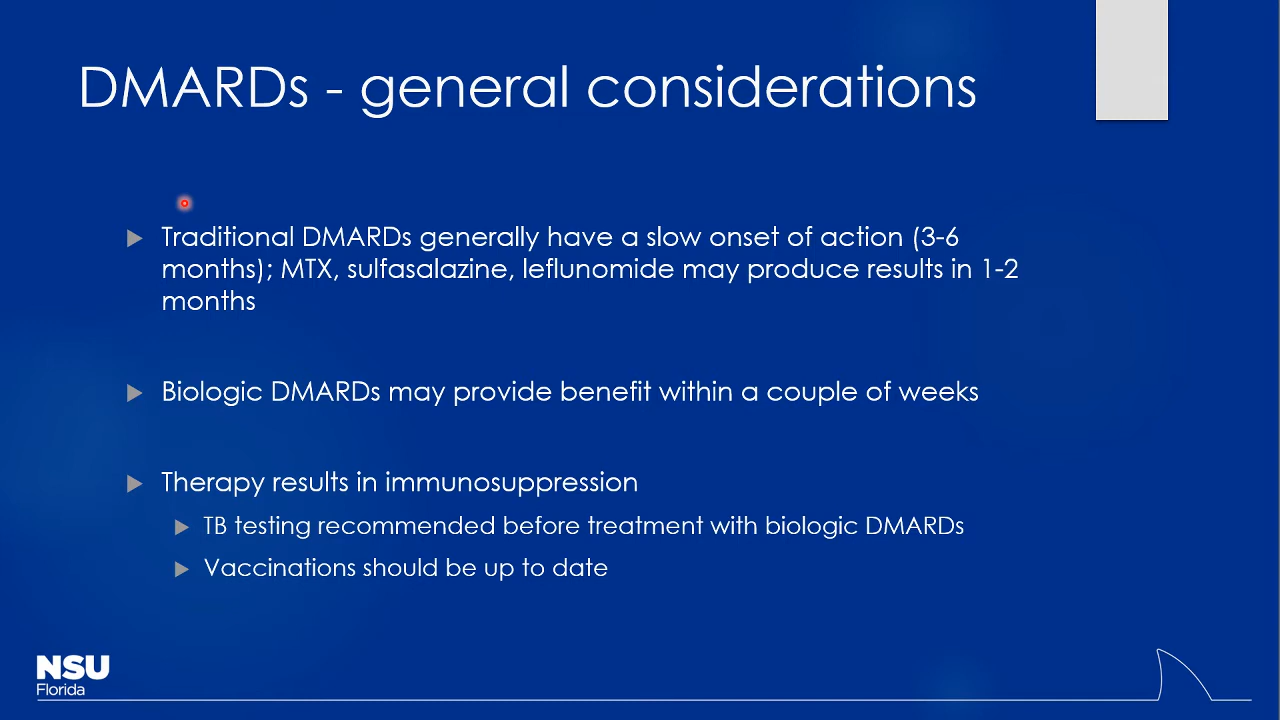 DMARDs - general considerations
Traditional DMARDs generally have a slow onset of action (3-6
months); MTX, sulfasalazine, leflunomide may produce results in 1-2
months
Biologic DMARDs may provide benefit within a couple of weeks
Therapy results in immunosuppression
TB testing recommended before treatment with biologic DMARDs
Vaccinations should be up to date
NSU
Florida